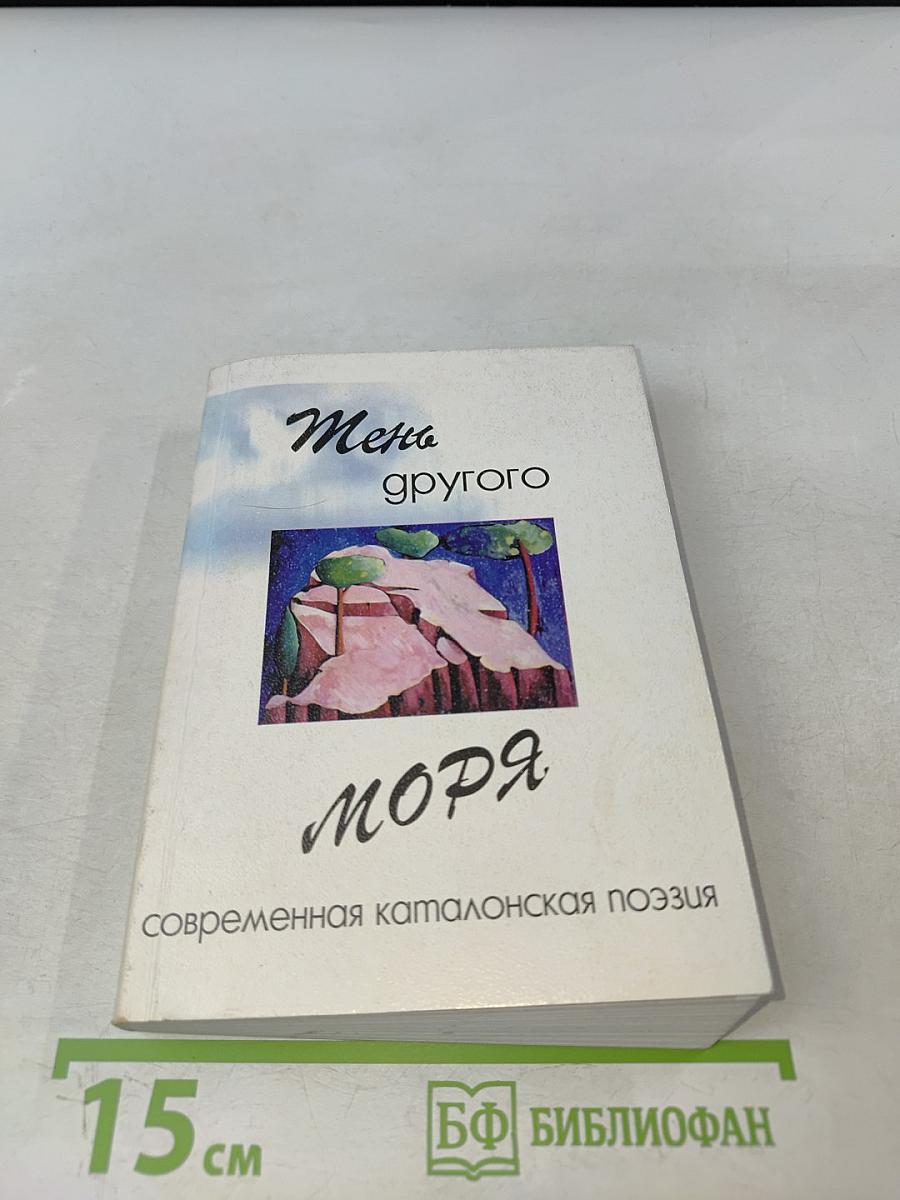 Тень
другого
моря
современная каталонская поэзия
15 см
БФ БИБЛИОФАН